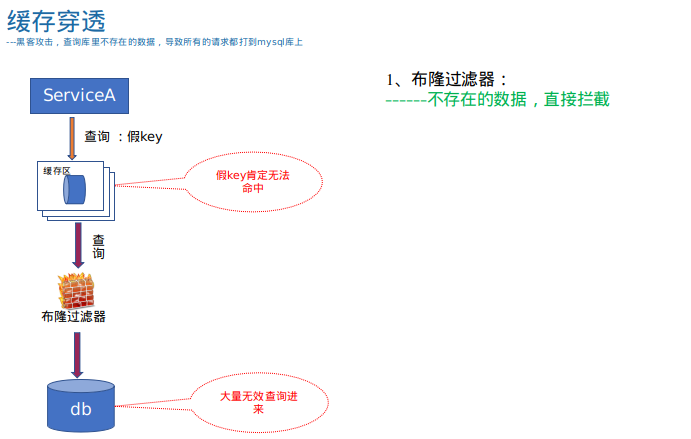 缓存穿透
---黑客攻击，查询库里不存在的数据，导致所有的请求都打到mysql库上
1、布隆过滤器：
------不存在的数据，直接拦截
ServiceA
查询 ：假key
缓存区
假key肯定无法
命中
查
询
布隆过滤器
db
大量无效查询进
来